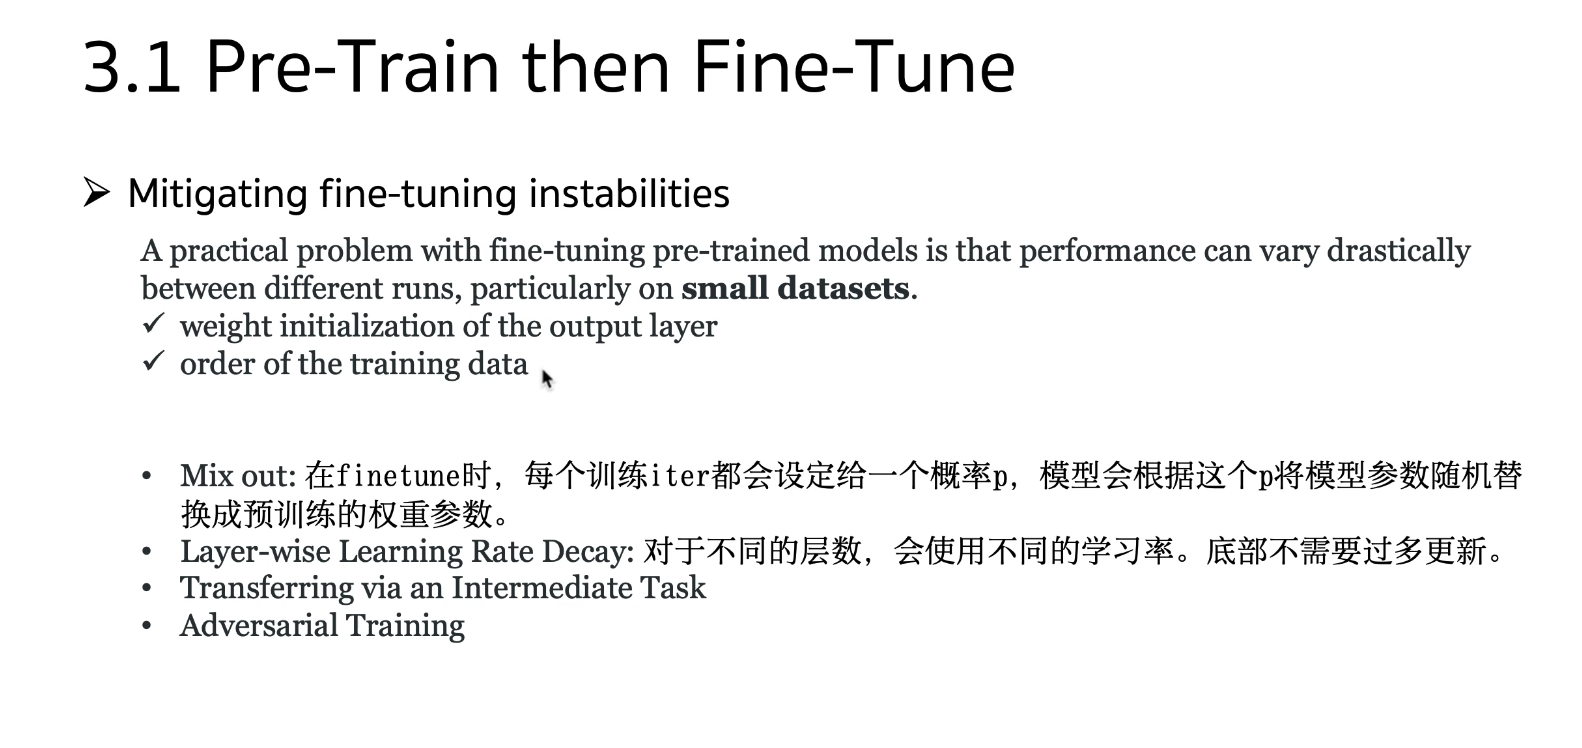 3.1 Pre-Train then Fine-Tune
➢ Mitigating fine-tuning instabilities
A practical problem with fine-tuning pre-trained models is that performance can vary drastically
between different runs, particularly on small datasets.
✓ weight initialization of the output layer
✓ order of the training data
• Mix out: 在finetune时，每个训练iter都会设定给一个概率p，模型会根据这个p将模型参数随机替
换成预训练的权重参数。
• Layer-wise Learning Rate Decay: 对于不同的层数，会使用不同的学习率。底部不需要过多更新。
• Transferring via an Intermediate Task
• Adversarial Training